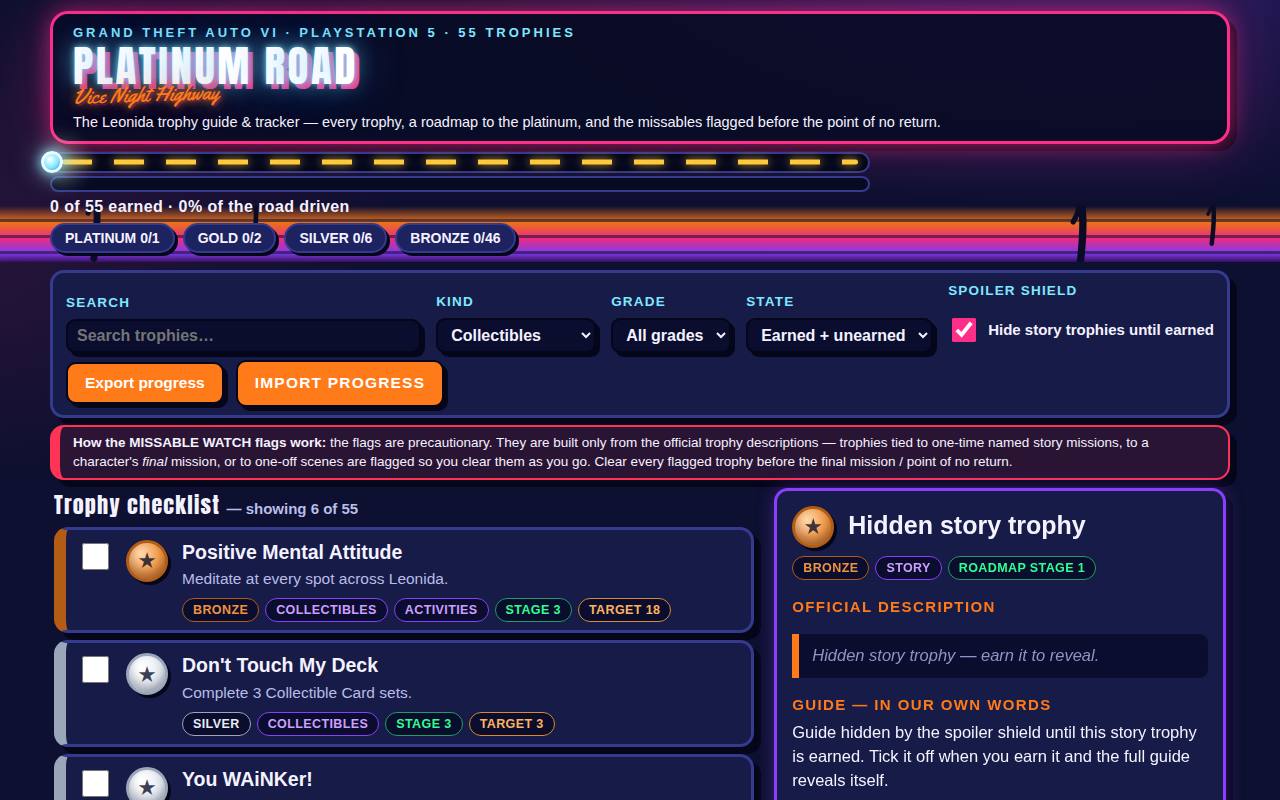 GRAND THEFT AUTO VI · PLAYSTATION 5 · 55 TROPHIES
PLATINUM ROAD
Vice Night Highway
The Leonida trophy guide & tracker — every trophy, a roadmap to the platinum, and the missables flagged before the point of no return.
0 of 55 earned · 0% of the road driven
PLATINUM 0/1 GOLD 0/2 SILVER 0/6 BRONZE 0/46
SEARCH KIND GRADE STATE SPOILER SHIELD
Search trophies… Collectibles All grades Earned + unearned Hide story trophies until earned
Export progress IMPORT PROGRESS
How the MISSABLE WATCH flags work: the flags are precautionary. They are built only from the official trophy descriptions — trophies tied to one-time named story missions, to a
character's final mission, or to one-off scenes are flagged so you clear them as you go. Clear every flagged trophy before the final mission / point of no return.
Trophy checklist — showing 6 of 55
Positive Mental Attitude
Meditate at every spot across Leonida.
BRONZE COLLECTIBLES ACTIVITIES STAGE 3 TARGET 18
Don't Touch My Deck
Complete 3 Collectible Card sets.
SILVER COLLECTIBLES STAGE 3 TARGET 3
You WAiNKer!
Hidden story trophy
BRONZE STORY ROADMAP STAGE 1
OFFICIAL DESCRIPTION
Hidden story trophy — earn it to reveal.
GUIDE — IN OUR OWN WORDS
Guide hidden by the spoiler shield until this story trophy
is earned. Tick it off when you earn it and the full guide
reveals itself.